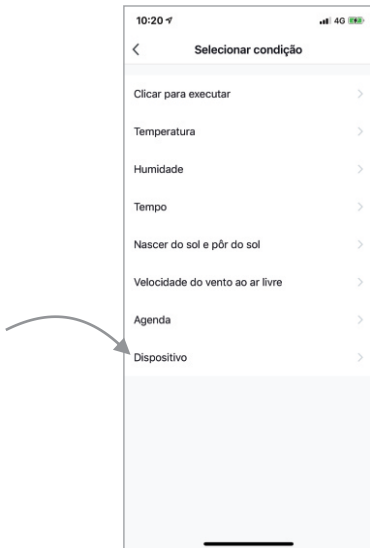 10:20
4G
Selecionar condição
Clicar para executar
Temperatura
Humidade
Tempo
Nascer do sol e pôr do sol
Velocidade do vento ao ar livre
Agenda
Dispositivo